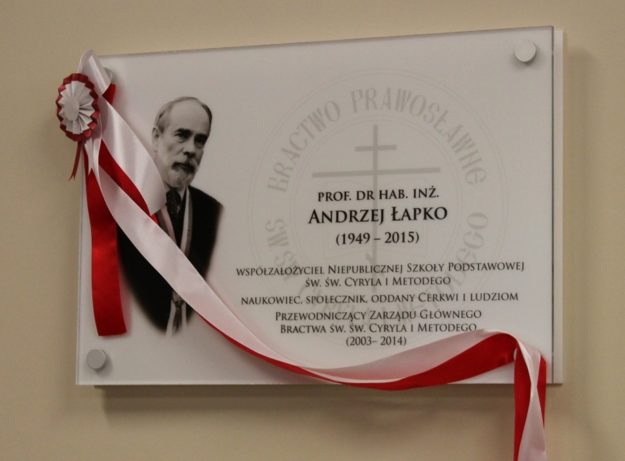 BRACTWO PRAWOSŁAWNE
PROF. DR HAB. INŻ.
ANDRZEJ ŁAPKO
(1949 – 2015)
WSPÓŁZAŁOŻYCIEL NIEPUBLICZNEJ SZKOŁY PODSTAWOWEJ
ŚW. ŚW. CYRYLA I METODEGO
NAUKOWIEC, SPOŁECZNIK, ODDANY CERKWI I LUDZIOM
PRZEWODNICZĄCY ZARZĄDU GŁÓWNEGO
BRACTWA ŚW. ŚW. CYRYLA I METODEGO
(2003– 2014)